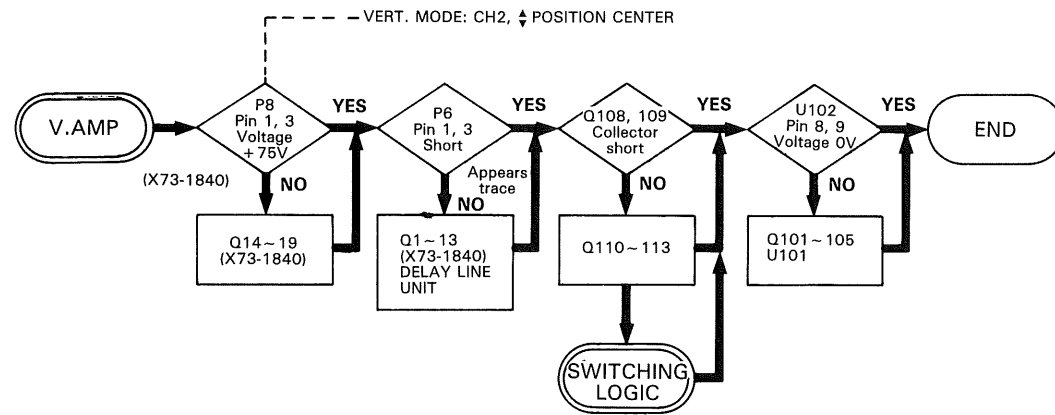 VERT. MODE: CH2, ▲▼ POSITION CENTER
V.AMP
(X73-1840)
P8
Pin 1, 3
Voltage
+75V
YES
NO
Q14~19
(X73-1840)
P6
Pin 1, 3
Short
YES
Appears
trace
NO
Q1~13
(X73-1840)
DELAY LINE
UNIT
Q108, 109
Collector
short
YES
NO
Q110~113
SWITCHING
LOGIC
U102
Pin 8, 9
Voltage 0V
YES
NO
Q101~105
U101
END